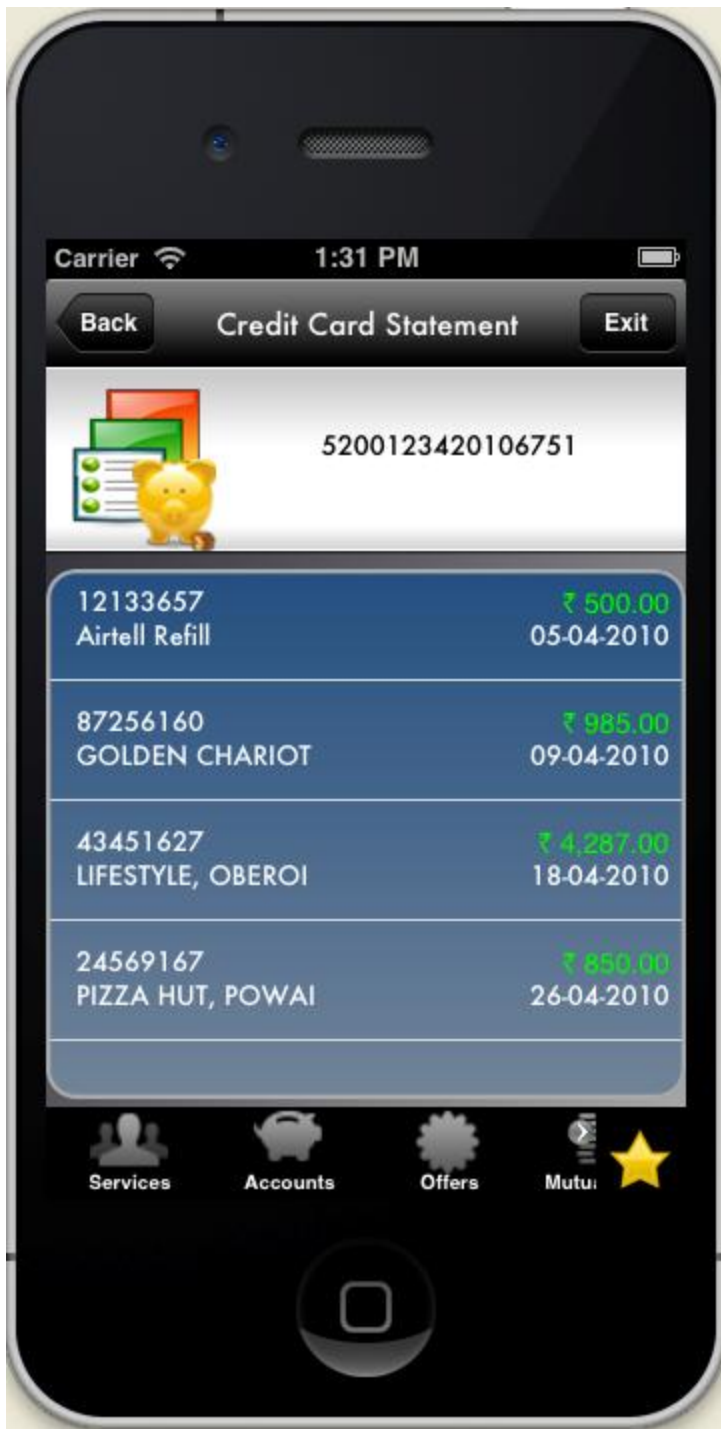 Carrier 1:31 PM
Back Credit Card Statement Exit
5200123420106751
12133657 ₹ 500.00
Airtell Refill 05-04-2010
87256160 ₹ 985.00
GOLDEN CHARIOT 09-04-2010
43451627 ₹ 4,287.00
LIFESTYLE, OBEROI 18-04-2010
24569167 ₹ 850.00
PIZZA HUT, POWAI 26-04-2010
Services Accounts Offers